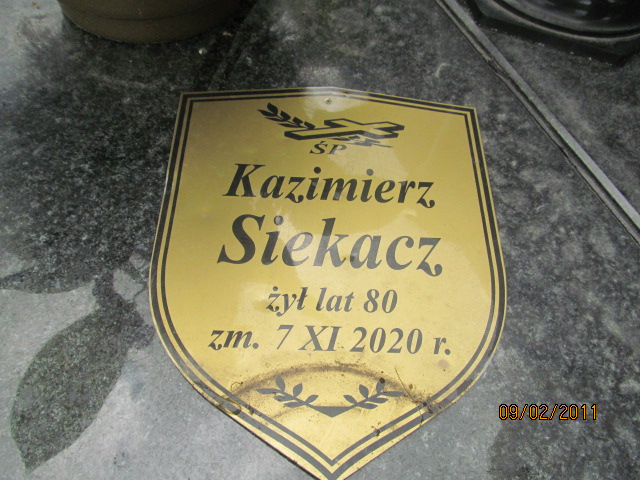 ŚP
Kazimierz
Siekacz
żył lat 80
zm. 7 XI 2020 r.
09/02/2011